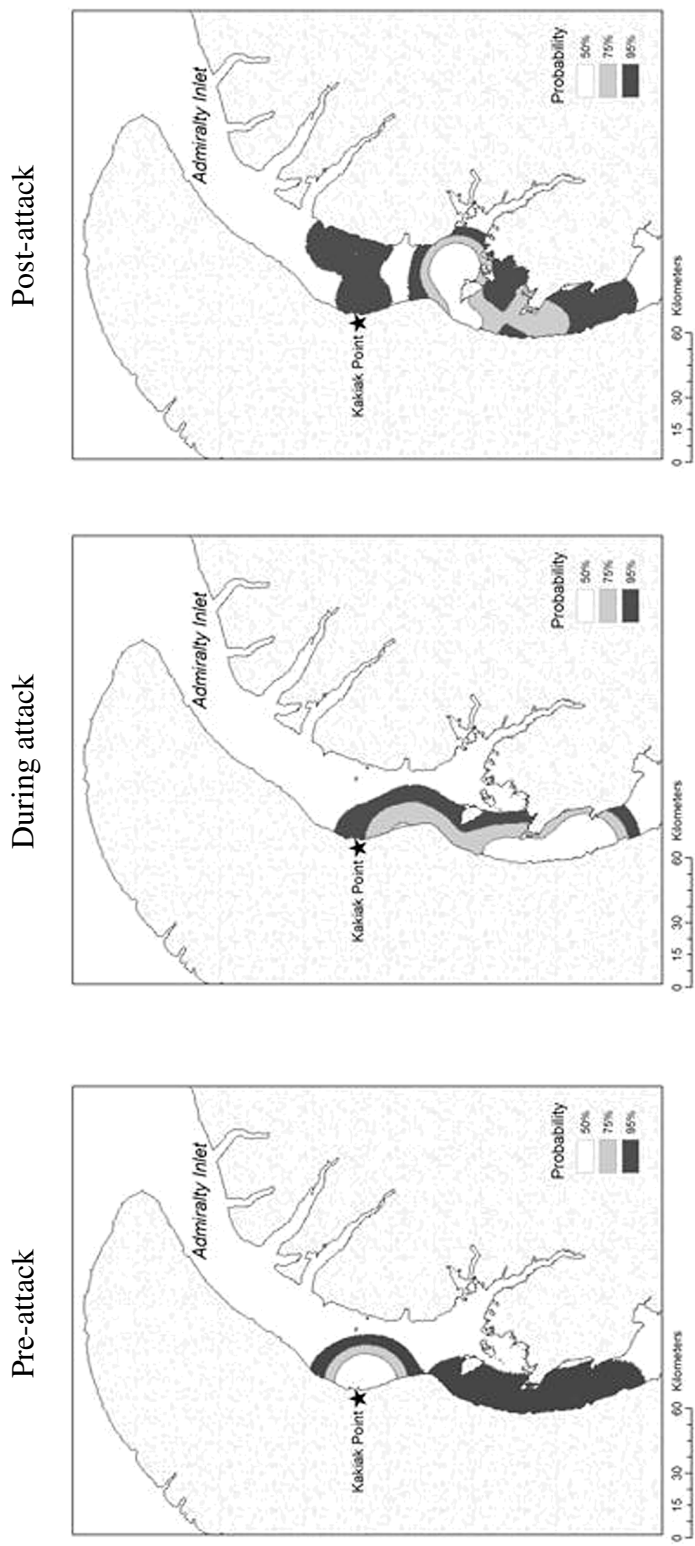 Pre-attack
Admiralty Inlet
Kakiak Point
Probability
50%
75%
95%
0 15 30 60
Kilometers
During attack
Admiralty Inlet
Kakiak Point
Probability
50%
75%
95%
0 15 30 60
Kilometers
Post-attack
Admiralty Inlet
Kakiak Point
Probability
50%
75%
95%
0 15 30 60
Kilometers